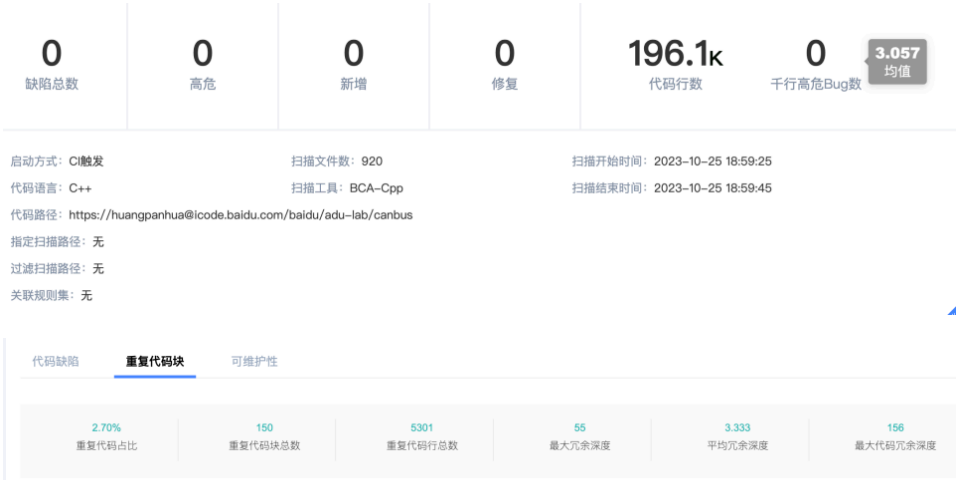 0 0 0 0 196.1K 0 3.057
缺陷总数 高危 新增 修复 代码行数 千行高危Bug数 均值
启动方式： CI触发 扫描文件数： 920 扫描开始时间： 2023-10-25 18:59:25
代码语言： C++ 扫描工具： BCA-Cpp 扫描结束时间： 2023-10-25 18:59:45
代码路径： https://huangpanhua@icode.baidu.com/baidu/adu-lab/canbus
指定扫描路径： 无
过滤扫描路径： 无
关联规则集： 无
代码缺陷 重复代码块 可维护性
2.70% 150 5301 55 3.333 156
重复代码占比 重复代码块总数 重复代码行总数 最大冗余深度 平均冗余深度 最大代码冗余深度